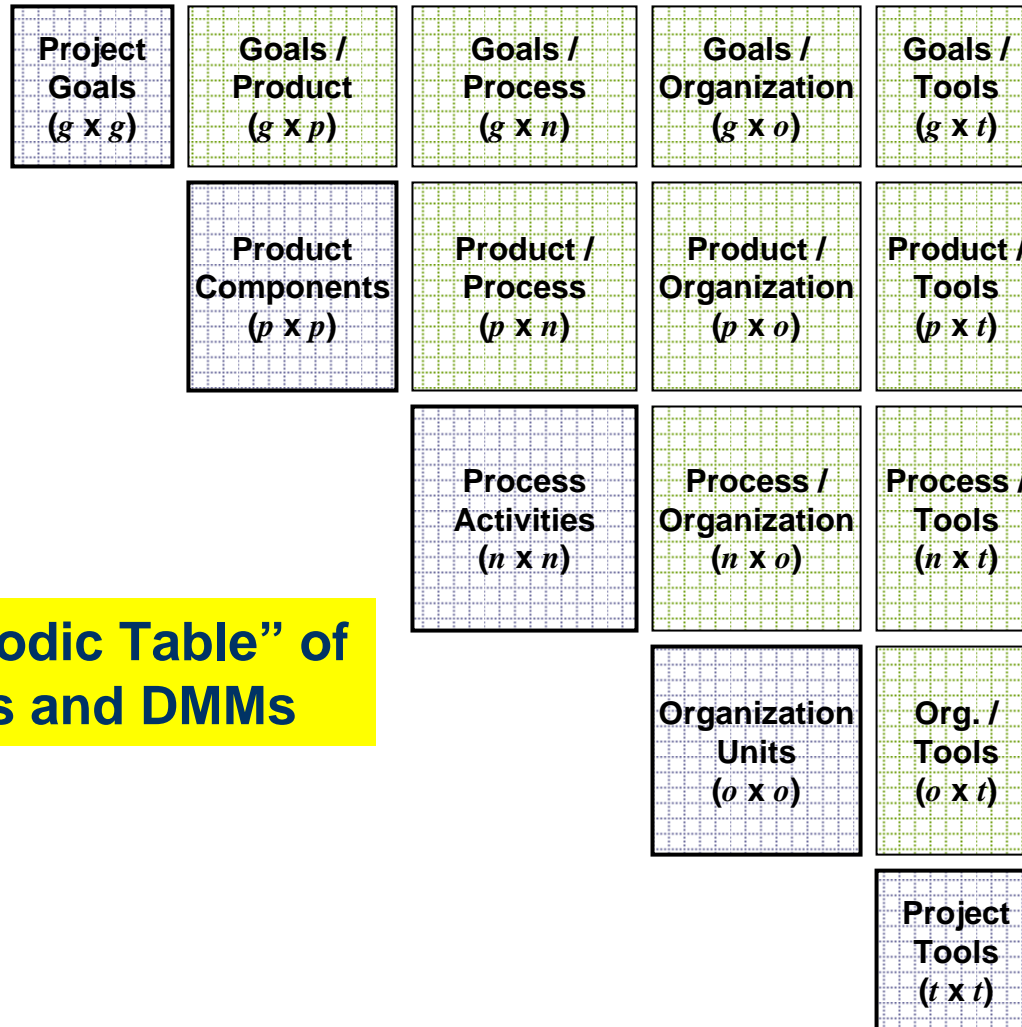 Project
Goals
(g x g)
Goals /
Product
(g x p)
Goals /
Process
(g x n)
Goals /
Organization
(g x o)
Goals /
Tools
(g x t)
Product
Components
(p x p)
Product /
Process
(p x n)
Product /
Organization
(p x o)
Product /
Tools
(p x t)
Process
Activities
(n x n)
Process /
Organization
(n x o)
Process /
Tools
(n x t)
odic Table” of
s and DMMs
Organization
Units
(o x o)
Org. /
Tools
(o x t)
Project
Tools
(t x t)